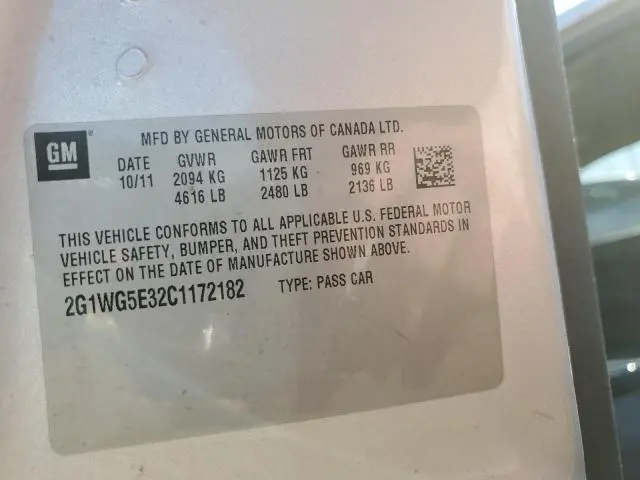 GM ®
MFD BY GENERAL MOTORS OF CANADA LTD.
DATE GVWR GAWR FRT GAWR RR
10/11 2094 KG 1125 KG 969 KG
4616 LB 2480 LB 2136 LB
THIS VEHICLE CONFORMS TO ALL APPLICABLE U.S. FEDERAL MOTOR
VEHICLE SAFETY, BUMPER, AND THEFT PREVENTION STANDARDS IN
EFFECT ON THE DATE OF MANUFACTURE SHOWN ABOVE.
2G1WG5E32C1172182 TYPE: PASS CAR